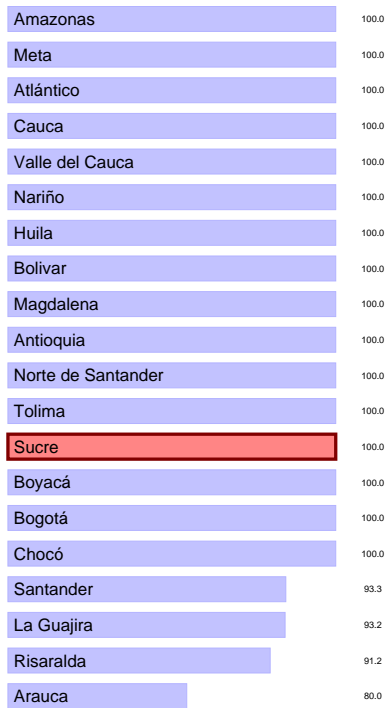 Amazonas 100.0
Meta 100.0
Atlántico 100.0
Cauca 100.0
Valle del Cauca 100.0
Nariño 100.0
Huila 100.0
Bolivar 100.0
Magdalena 100.0
Antioquia 100.0
Norte de Santander 100.0
Tolima 100.0
Sucre 100.0
Boyacá 100.0
Bogotá 100.0
Chocó 100.0
Santander 93.3
La Guajira 93.2
Risaralda 91.2
Arauca 80.0